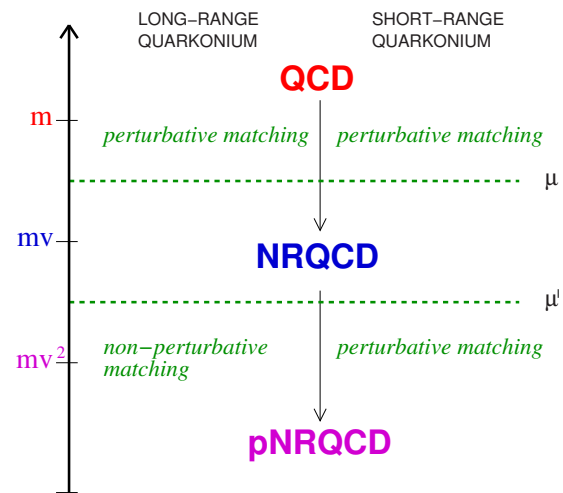 LONG−RANGE
QUARKONIUM
SHORT−RANGE
QUARKONIUM
QCD
m
perturbative matching
perturbative matching
μ
mv
NRQCD
μ'
mv²
non−perturbative
matching
perturbative matching
pNRQCD